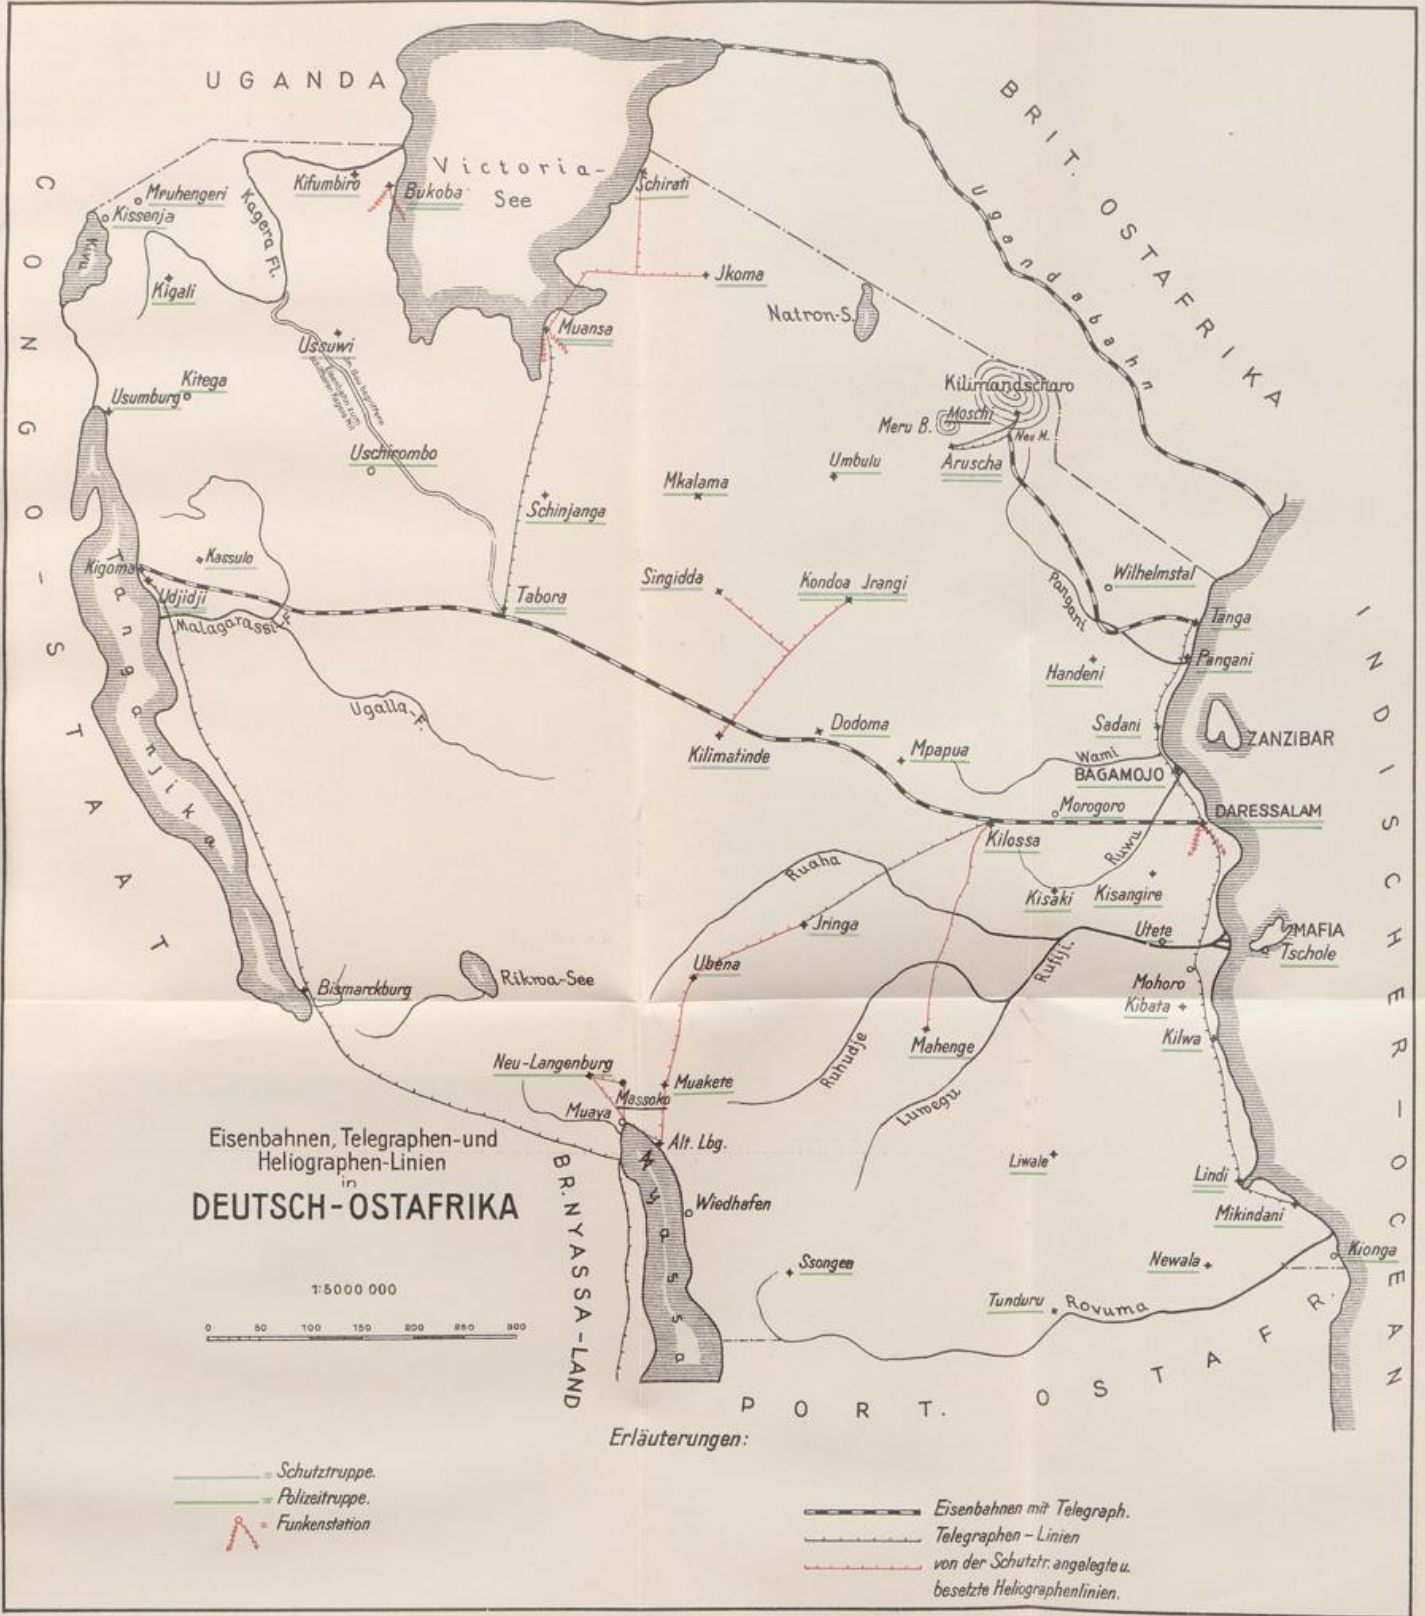 UGANDA
BRIT. OSTAFRIKA
Victoria-
See
Kifumbiro
Bukoba
Schirati
Mruhengeri
Kissenja
Kagera Fl.
Kivu
Ugandabahn
CONGO-STAAT
Kigali
Jkoma
Natron-S.
Muansa
Ussuwi
Kitega
Usumburg
Kilimandscharo
Moschi
Meru B.
Neu M.
Aruscha
Uschirombo
Umbulu
Mkalama
Schinjanga
Kassulo
Kigoma
Udjidji
Malagarassi-F.
Tabora
Singidda
Kondoa Jrangi
Wilhelmstal
Pangani
Tanga
Pangani
Handeni
INDISCHER-OCEAN
Tanganjika
Ugalla-F.
Sadani
ZANZIBAR
Dodoma
Kilimatinde
Mpapua
Wami
BAGAMOJO
Morogoro
DARESSALAM
Kilossa
Ruwu
Ruaha
Kisaki
Kisangire
Jringa
Utete
MAFIA
Tschole
Ubena
Rikwa-See
Rufiji.
Bismarckburg
Mohoro
Kibata
Kilwa
Mahenge
Ruhudje
Neu-Langenburg
Muakete
Massoko
Muaya
Luwegu
Alt. Lbg.
Eisenbahnen, Telegraphen-und
Heliographen-Linien
in
DEUTSCH-OSTAFRIKA
BR. NYASSA-LAND
Nyassa
Liwale
Lindi
Wiedhafen
Mikindani
Ssongea
Newala
Kionga
1:5000 000
Tunduru
Rovuma
0 50 100 150 200 250 300
PORT. OSTAFR.
Erläuterungen:
= Schutztruppe.
= Polizeitruppe.
= Funkenstation
Eisenbahnen mit Telegraph.
Telegraphen-Linien
von der Schutztr. angelegte u.
besetzte Heliographenlinien.